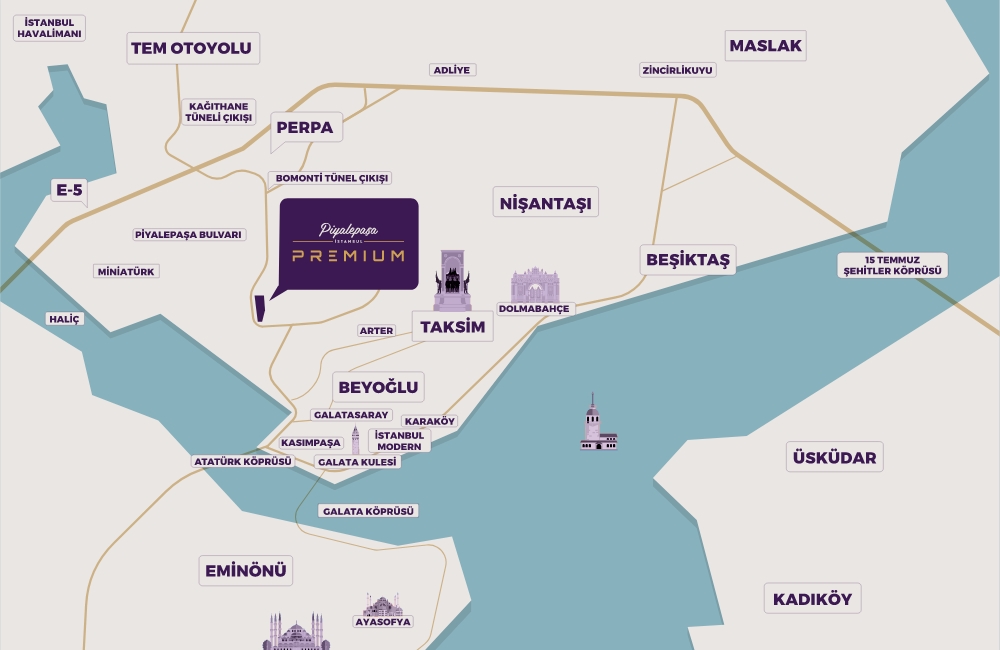 İSTANBUL
HAVALİMANI
TEM OTOYOLU
MASLAK
ADLİYE
ZİNCİRLİKUYU
KAĞITHANE
TÜNELİ ÇIKIŞI
PERPA
BOMONTİ TÜNEL ÇIKIŞI
E-5
NİŞANTAŞI
PİYALEPAŞA BULVARI
Piyalepaşa
İSTANBUL
PREMIUM
BEŞİKTAŞ
15 TEMMUZ
ŞEHİTLER KÖPRÜSÜ
MİNİATÜRK
DOLMABAHÇE
HALİÇ
ARTER
TAKSİM
BEYOĞLU
GALATASARAY
KARAKÖY
KASIMPAŞA
İSTANBUL
MODERN
ATATÜRK KÖPRÜSÜ
GALATA KULESİ
ÜSKÜDAR
GALATA KÖPRÜSÜ
EMİNÖNÜ
KADIKÖY
AYASOFYA